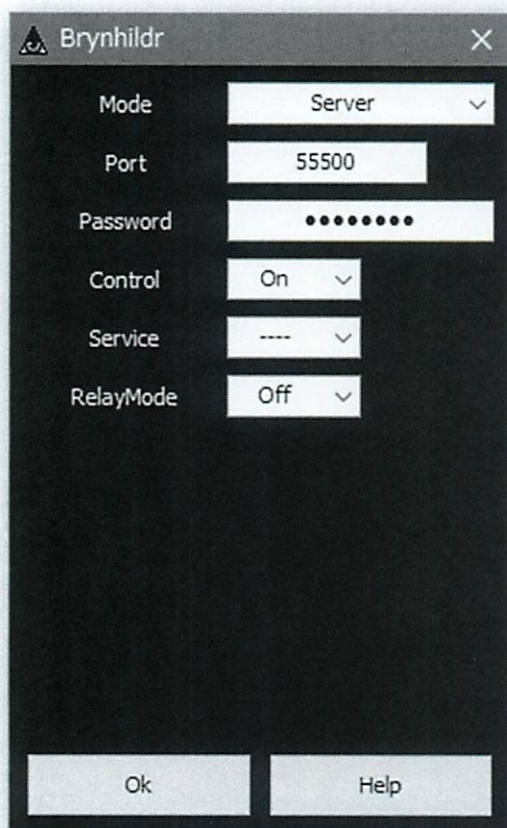 Brynhildr
Mode Server
Port 55500
Password ••••••••
Control On
Service ----
RelayMode Off
Ok Help